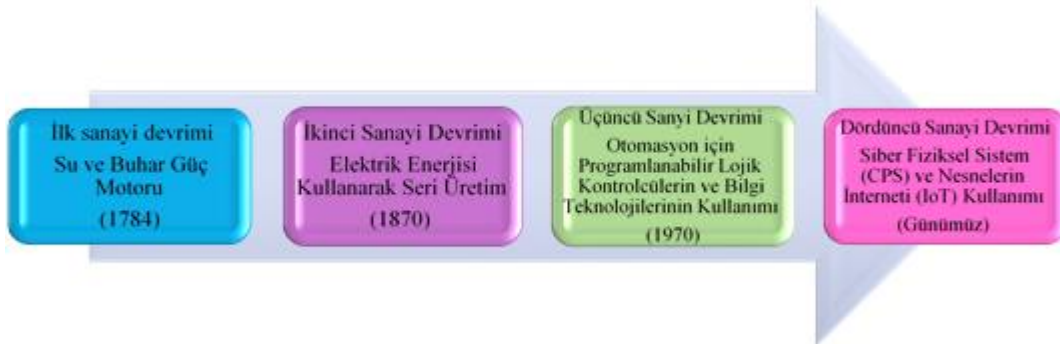 İlk sanayi devrimi
Su ve Buhar Güç
Motoru
(1784)
İkinci Sanayi Devrimi
Elektrik Enerjisi
Kullanarak Seri Üretim
(1870)
Üçüncü Sanyi Devrimi
Otomasyon için
Programlanabilir Lojik
Kontrolcülerin ve Bilgi
Teknolojilerinin Kullanımı
(1970)
Dördüncü Sanayi Devrimi
Siber Fiziksel Sistem
(CPS) ve Nesnelerin
İnterneti (IoT) Kullanımı
(Günümüz)